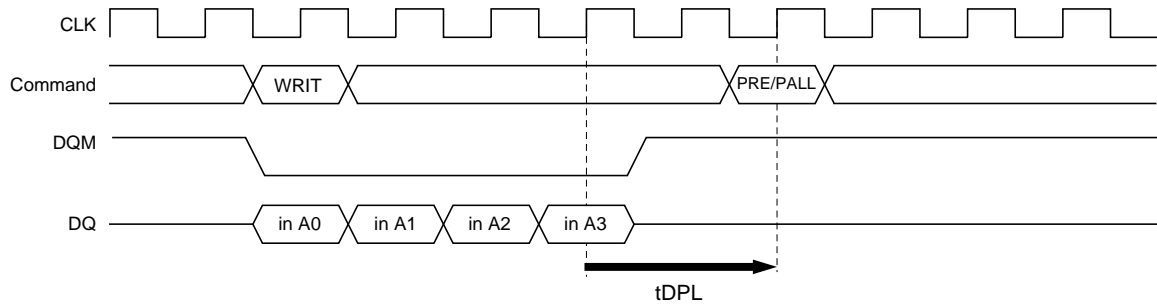 CLK
Command WRIT PRE/PALL
DQM
DQ in A0 in A1 in A2 in A3
tDPL